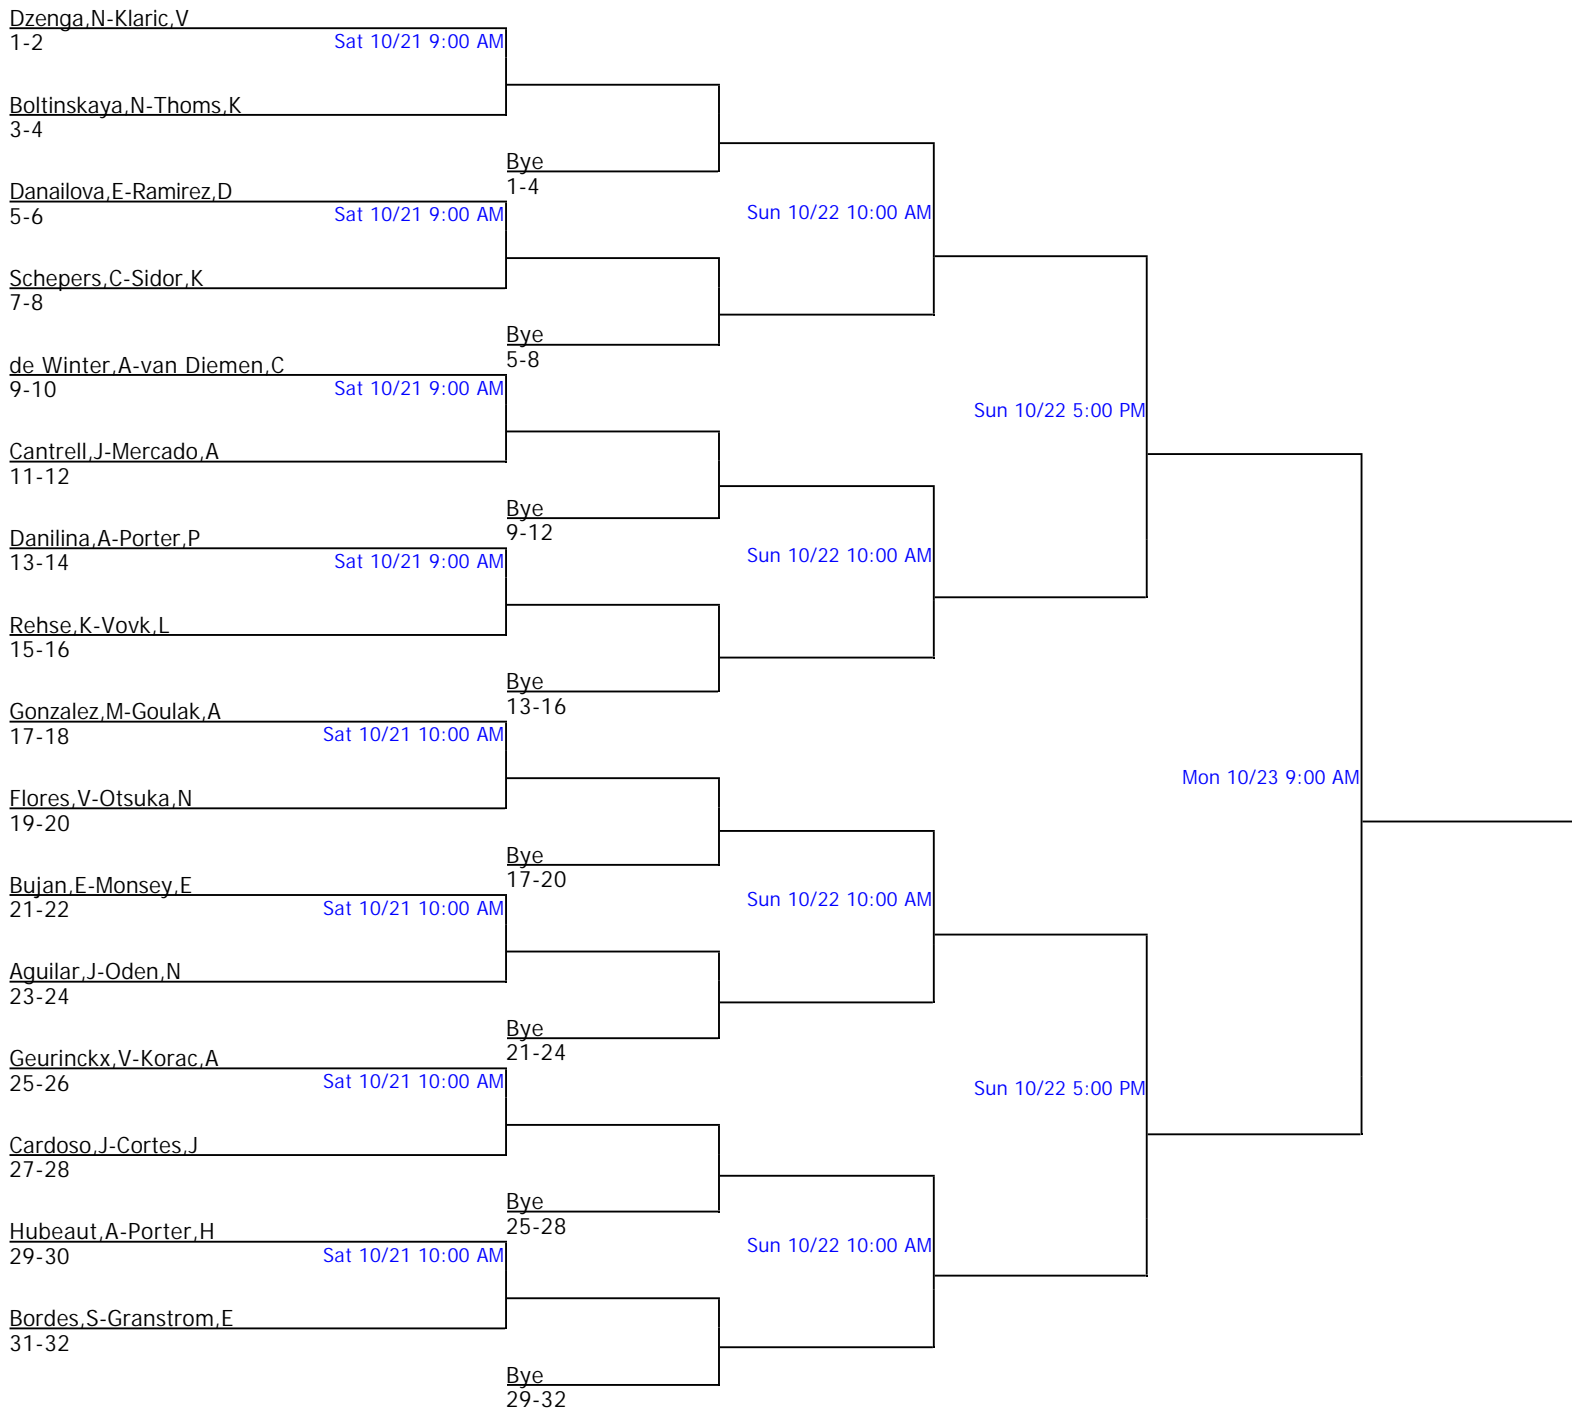 Dzenga,N-Klaric,V
1-2
Sat 10/21 9:00 AM
Boltinskaya,N-Thoms,K
3-4
Bye
1-4
Danailova,E-Ramirez,D
5-6
Sat 10/21 9:00 AM
Sun 10/22 10:00 AM
Schepers,C-Sidor,K
7-8
Bye
5-8
de Winter,A-van Diemen,C
9-10
Sat 10/21 9:00 AM
Sun 10/22 5:00 PM
Cantrell,J-Mercado,A
11-12
Bye
9-12
Danilina,A-Porter,P
13-14
Sat 10/21 9:00 AM
Sun 10/22 10:00 AM
Rehse,K-Vovk,L
15-16
Bye
13-16
Gonzalez,M-Goulak,A
17-18
Sat 10/21 10:00 AM
Mon 10/23 9:00 AM
Flores,V-Otsuka,N
19-20
Bye
17-20
Bujan,E-Monsey,E
21-22
Sat 10/21 10:00 AM
Sun 10/22 10:00 AM
Aguilar,J-Oden,N
23-24
Bye
21-24
Geurinckx,V-Korac,A
25-26
Sat 10/21 10:00 AM
Sun 10/22 5:00 PM
Cardoso,J-Cortes,J
27-28
Bye
25-28
Hubeaut,A-Porter,H
29-30
Sat 10/21 10:00 AM
Sun 10/22 10:00 AM
Bordes,S-Granstrom,E
31-32
Bye
29-32